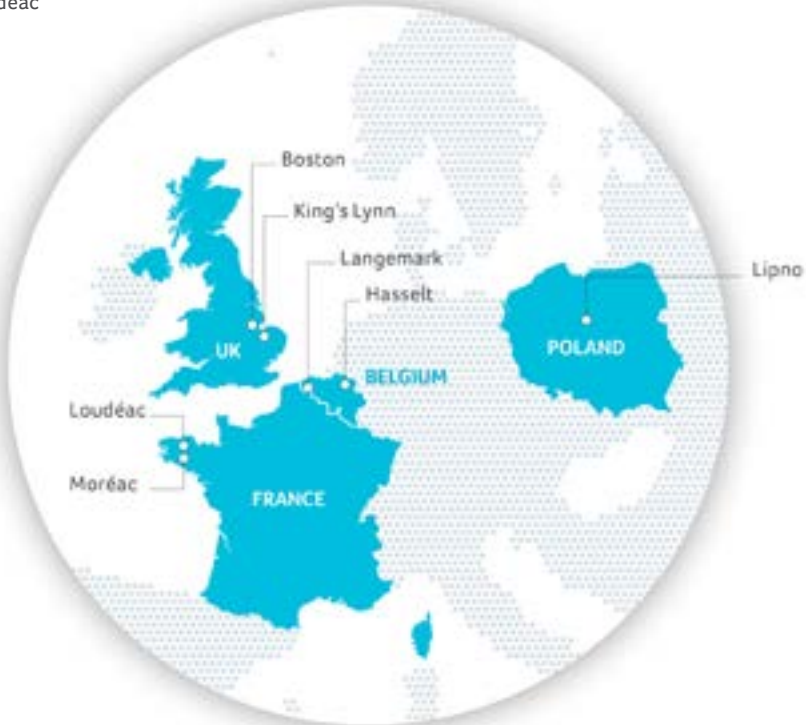 Boston
King's Lynn
Langemark
Hasselt
Lipno
UK
BELGIUM
POLAND
Loudéac
Moréac
FRANCE